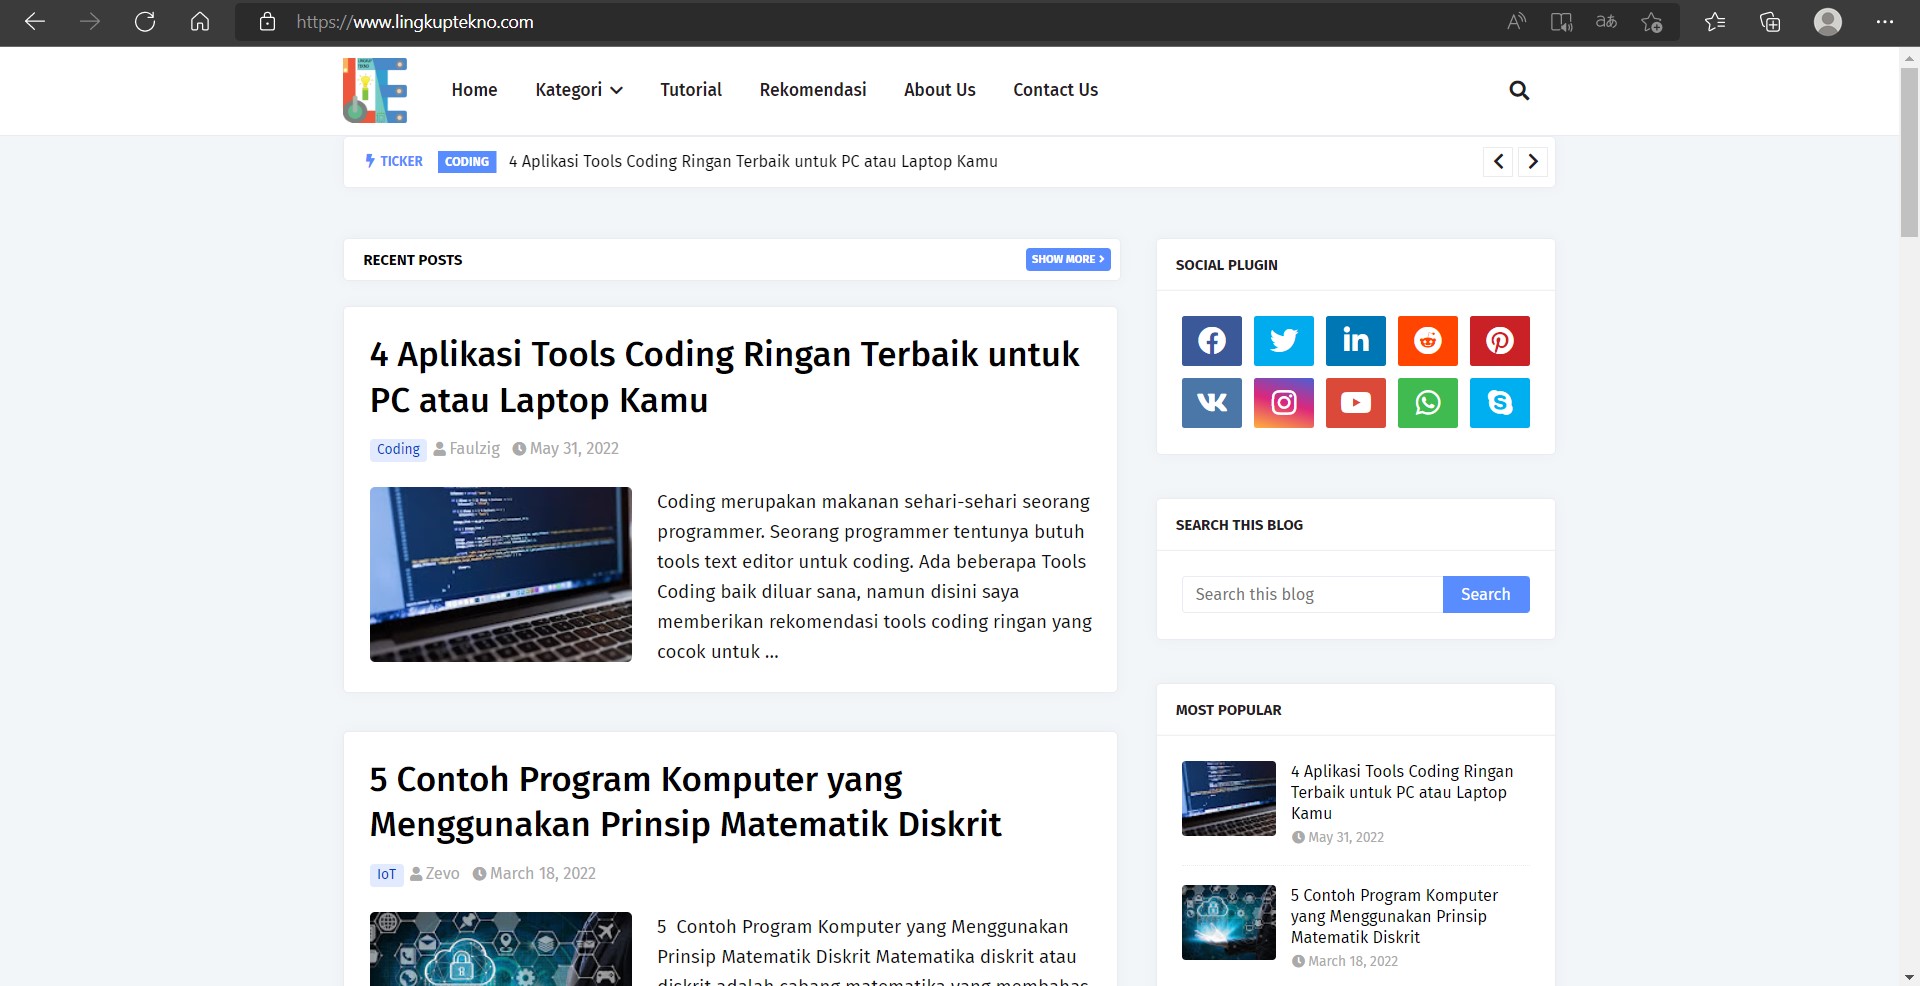 https://www.lingkuptekno.com
Home Kategori Tutorial Rekomendasi About Us Contact Us
TICKER CODING 4 Aplikasi Tools Coding Ringan Terbaik untuk PC atau Laptop Kamu
RECENT POSTS
SHOW MORE
4 Aplikasi Tools Coding Ringan Terbaik untuk
PC atau Laptop Kamu
Coding Faulzig May 31, 2022
Coding merupakan makanan sehari-sehari seorang
programmer. Seorang programmer tentunya butuh
tools text editor untuk coding. Ada beberapa Tools
Coding baik diluar sana, namun disini saya
memberikan rekomendasi tools coding ringan yang
cocok untuk ...
5 Contoh Program Komputer yang
Menggunakan Prinsip Matematik Diskrit
IoT Zevo March 18, 2022
5 Contoh Program Komputer yang Menggunakan
Prinsip Matematik Diskrit Matematika diskrit atau
diskrit adalah cabang matematika yang membahas
SOCIAL PLUGIN
SEARCH THIS BLOG
Search this blog Search
MOST POPULAR
4 Aplikasi Tools Coding Ringan
Terbaik untuk PC atau Laptop
Kamu
May 31, 2022
5 Contoh Program Komputer
yang Menggunakan Prinsip
Matematik Diskrit
March 18, 2022